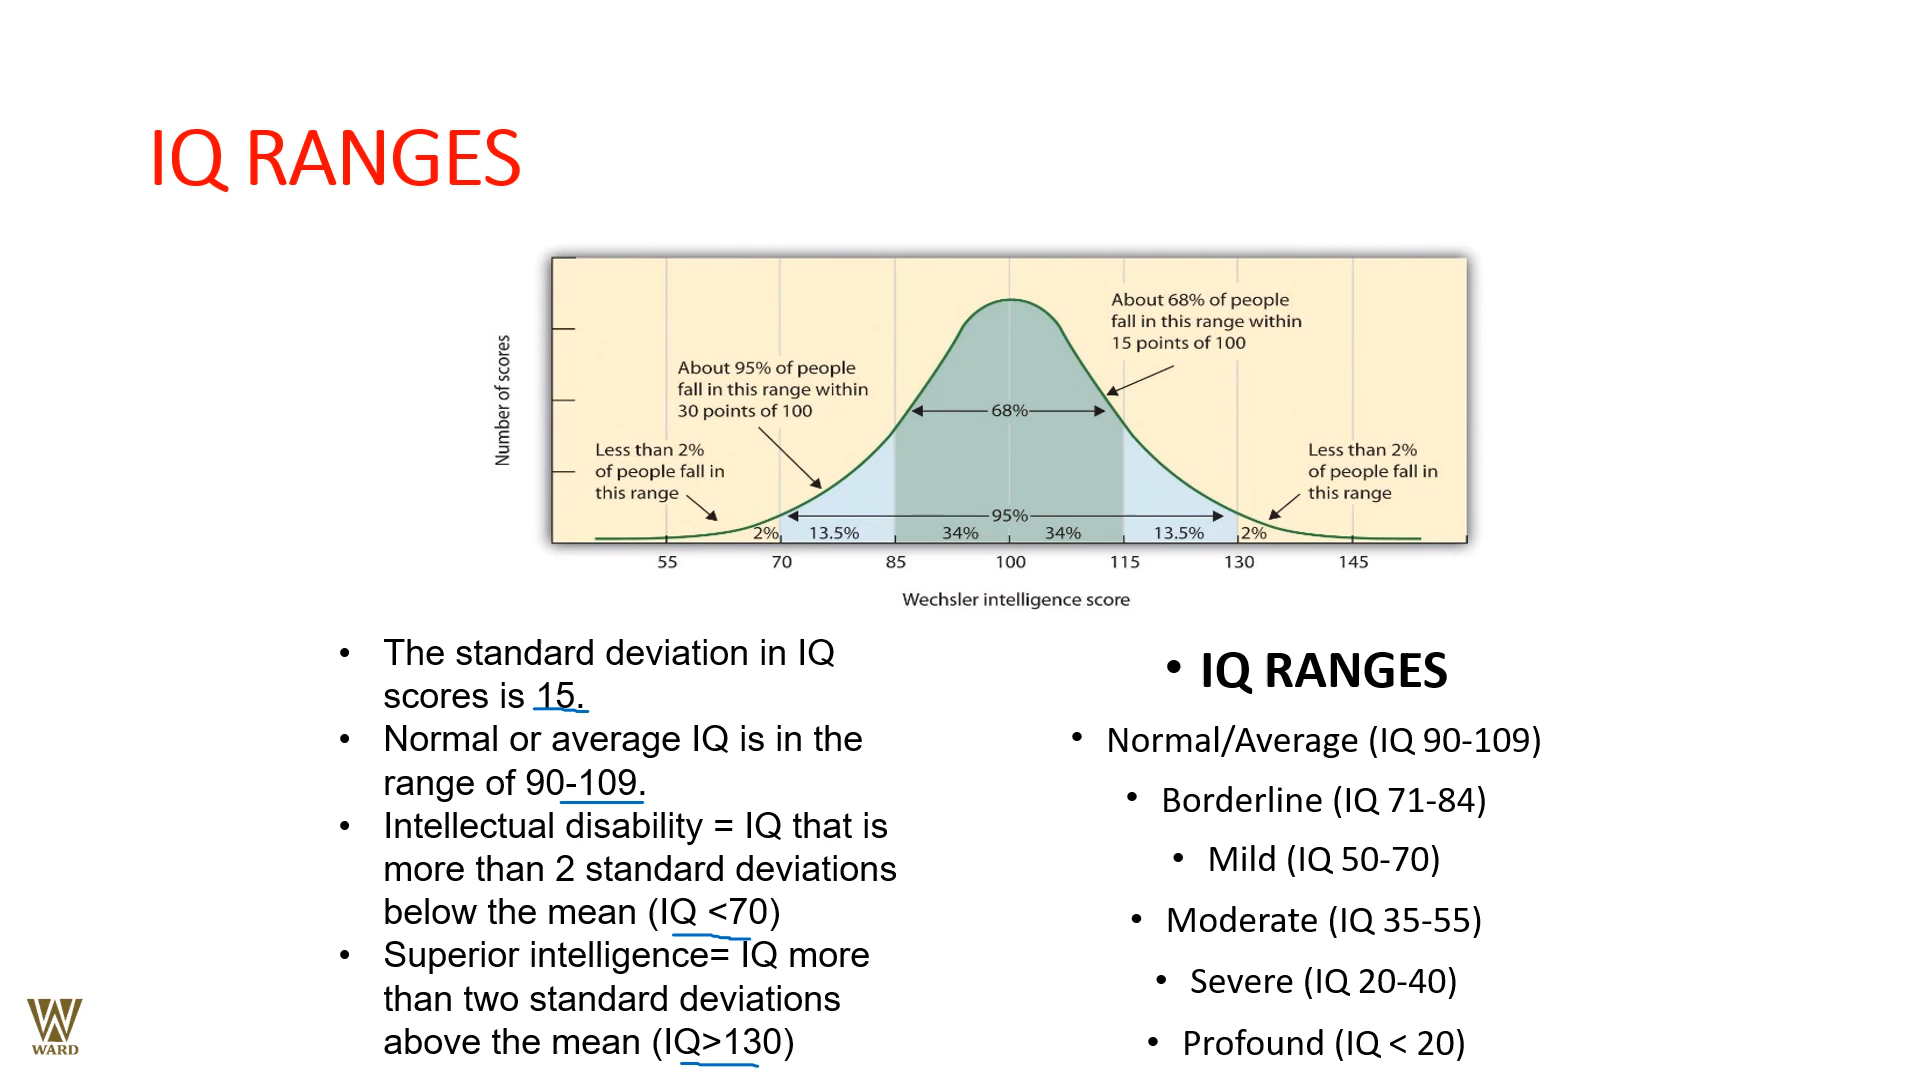 IQ RANGES
Number of scores
About 68% of people
fall in this range within
15 points of 100
About 95% of people
fall in this range within
30 points of 100
68%
Less than 2%
of people fall in
this range
Less than 2%
of people fall in
this range
95%
2% 13.5% 34% 34% 13.5% 2%
55 70 85 100 115 130 145
Wechsler intelligence score
• The standard deviation in IQ
scores is 15.
• Normal or average IQ is in the
range of 90-109.
• Intellectual disability = IQ that is
more than 2 standard deviations
below the mean (IQ <70)
• Superior intelligence= IQ more
than two standard deviations
above the mean (IQ>130)
• IQ RANGES
• Normal/Average (IQ 90-109)
• Borderline (IQ 71-84)
• Mild (IQ 50-70)
• Moderate (IQ 35-55)
• Severe (IQ 20-40)
• Profound (IQ < 20)
WARD